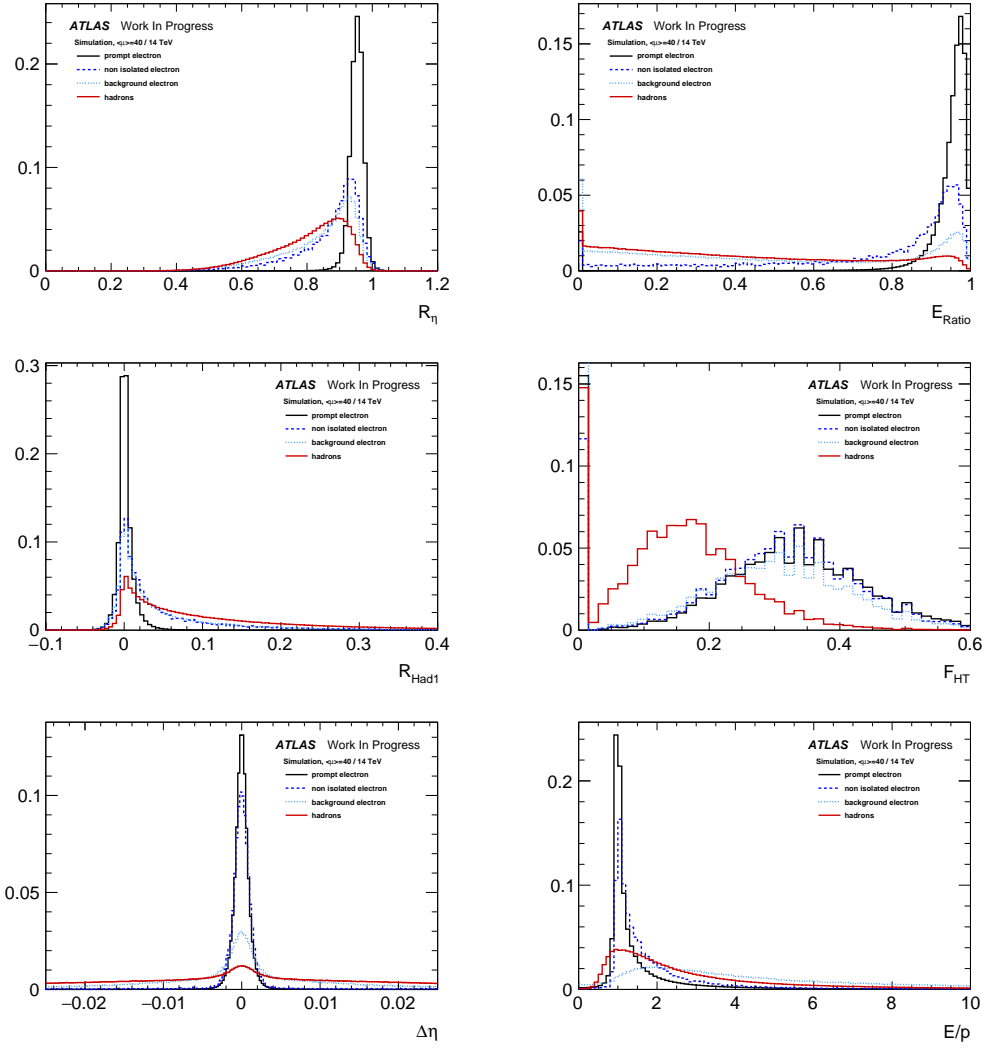 ATLAS Work In Progress
Simulation, <μ>=40 / 14 TeV
prompt electron
non isolated electron
background electron
hadrons
0.2
0.1
0
0 0.2 0.4 0.6 0.8 1 1.2
Rη
ATLAS Work In Progress
Simulation, <μ>=40 / 14 TeV
prompt electron
non isolated electron
background electron
hadrons
0.15
0.1
0.05
0
0 0.2 0.4 0.6 0.8 1
ERatio
ATLAS Work In Progress
Simulation, <μ>=40 / 14 TeV
prompt electron
non isolated electron
background electron
hadrons
0.3
0.2
0.1
0
−0.1 0 0.1 0.2 0.3 0.4
RHad1
ATLAS Work In Progress
Simulation, <μ>=40 / 14 TeV
prompt electron
non isolated electron
background electron
hadrons
0.15
0.1
0.05
0
0 0.2 0.4 0.6
FHT
ATLAS Work In Progress
Simulation, <μ>=40 / 14 TeV
prompt electron
non isolated electron
background electron
hadrons
0.1
0.05
0
−0.02 −0.01 0 0.01 0.02
Δη
ATLAS Work In Progress
Simulation, <μ>=40 / 14 TeV
prompt electron
non isolated electron
background electron
hadrons
0.2
0.1
0
0 2 4 6 8 10
E/p